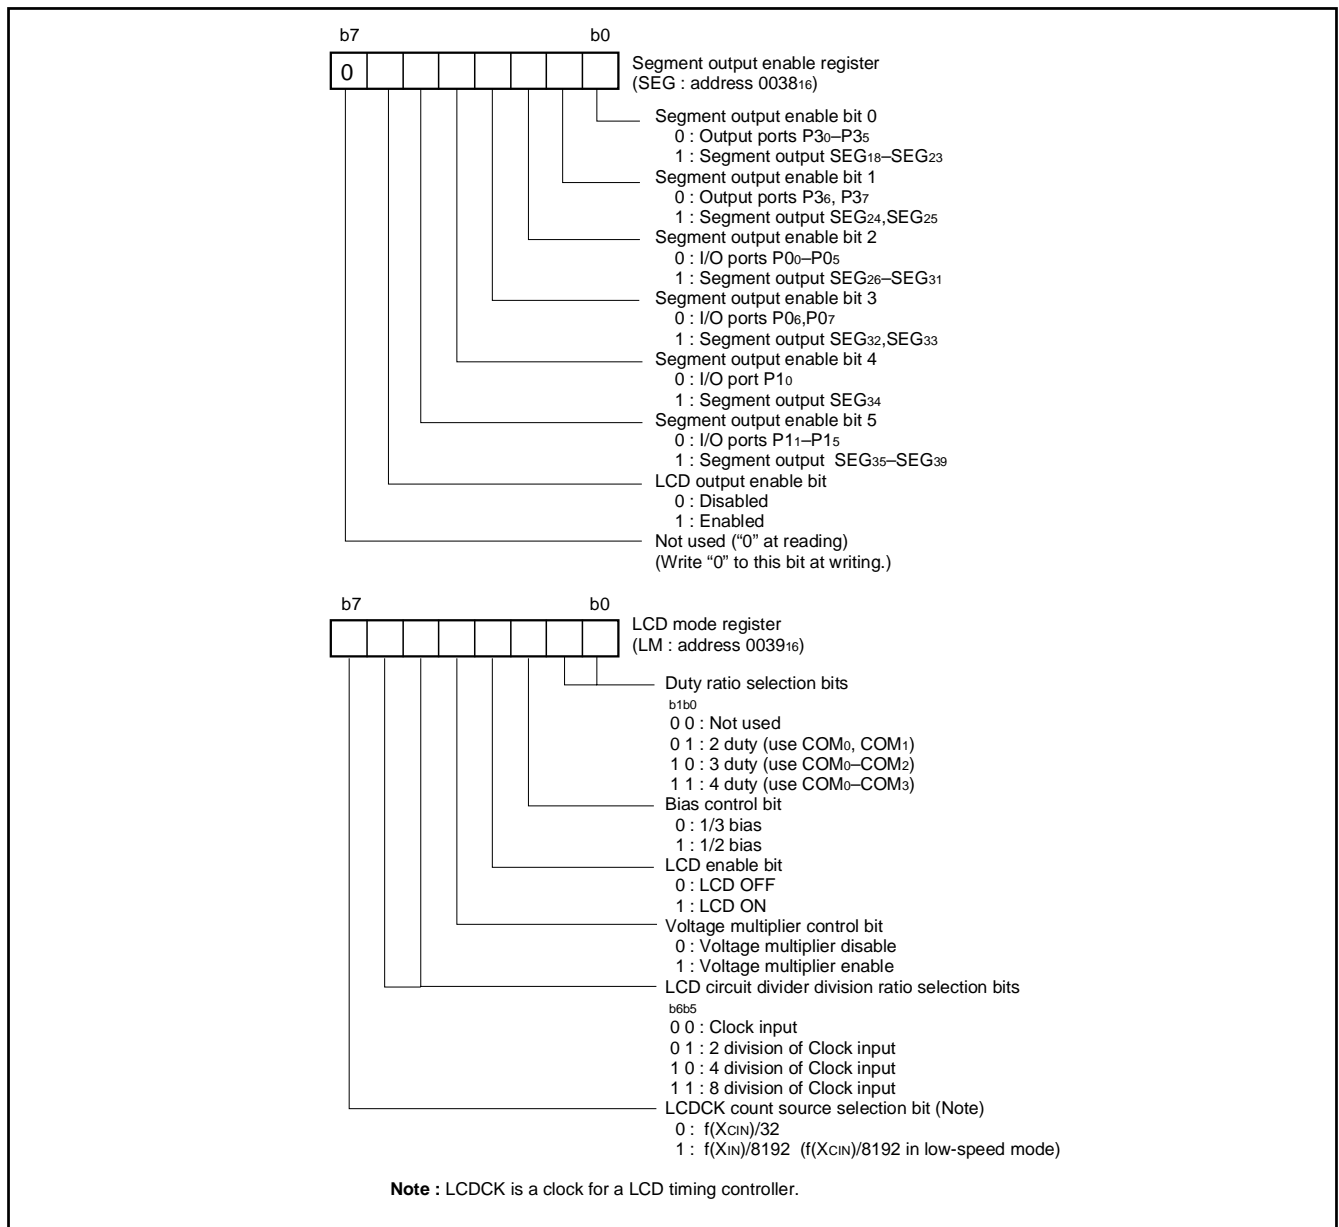 b7 b0
0
Segment output enable register
(SEG : address 003816)
Segment output enable bit 0
0 : Output ports P30–P35
1 : Segment output SEG18–SEG23
Segment output enable bit 1
0 : Output ports P36, P37
1 : Segment output SEG24,SEG25
Segment output enable bit 2
0 : I/O ports P00–P05
1 : Segment output SEG26–SEG31
Segment output enable bit 3
0 : I/O ports P06,P07
1 : Segment output SEG32,SEG33
Segment output enable bit 4
0 : I/O port P10
1 : Segment output SEG34
Segment output enable bit 5
0 : I/O ports P11–P15
1 : Segment output SEG35–SEG39
LCD output enable bit
0 : Disabled
1 : Enabled
Not used (“0” at reading)
(Write “0” to this bit at writing.)
b7 b0
LCD mode register
(LM : address 003916)
Duty ratio selection bits
b1b0
0 0 : Not used
0 1 : 2 duty (use COM0, COM1)
1 0 : 3 duty (use COM0–COM2)
1 1 : 4 duty (use COM0–COM3)
Bias control bit
0 : 1/3 bias
1 : 1/2 bias
LCD enable bit
0 : LCD OFF
1 : LCD ON
Voltage multiplier control bit
0 : Voltage multiplier disable
1 : Voltage multiplier enable
LCD circuit divider division ratio selection bits
b6b5
0 0 : Clock input
0 1 : 2 division of Clock input
1 0 : 4 division of Clock input
1 1 : 8 division of Clock input
LCDCK count source selection bit (Note)
0 : f(XCIN)/32
1 : f(XIN)/8192 (f(XCIN)/8192 in low-speed mode)
Note : LCDCK is a clock for a LCD timing controller.